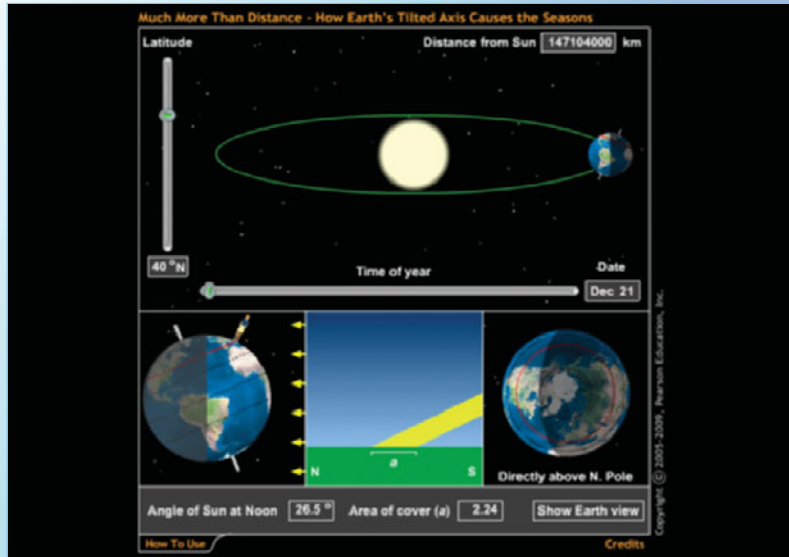 Much More Than Distance - How Earth's Tilted Axis Causes the Seasons
Latitude
Distance from Sun 147104000 km
40 °N
Time of year
Date
Dec 21
N
a
S
Directly above N. Pole
Angle of Sun at Noon 26.5 °
Area of cover (a) 2.24
Show Earth view
How To Use
Credits
Copyright © 2005-2009, Pearson Education, Inc.